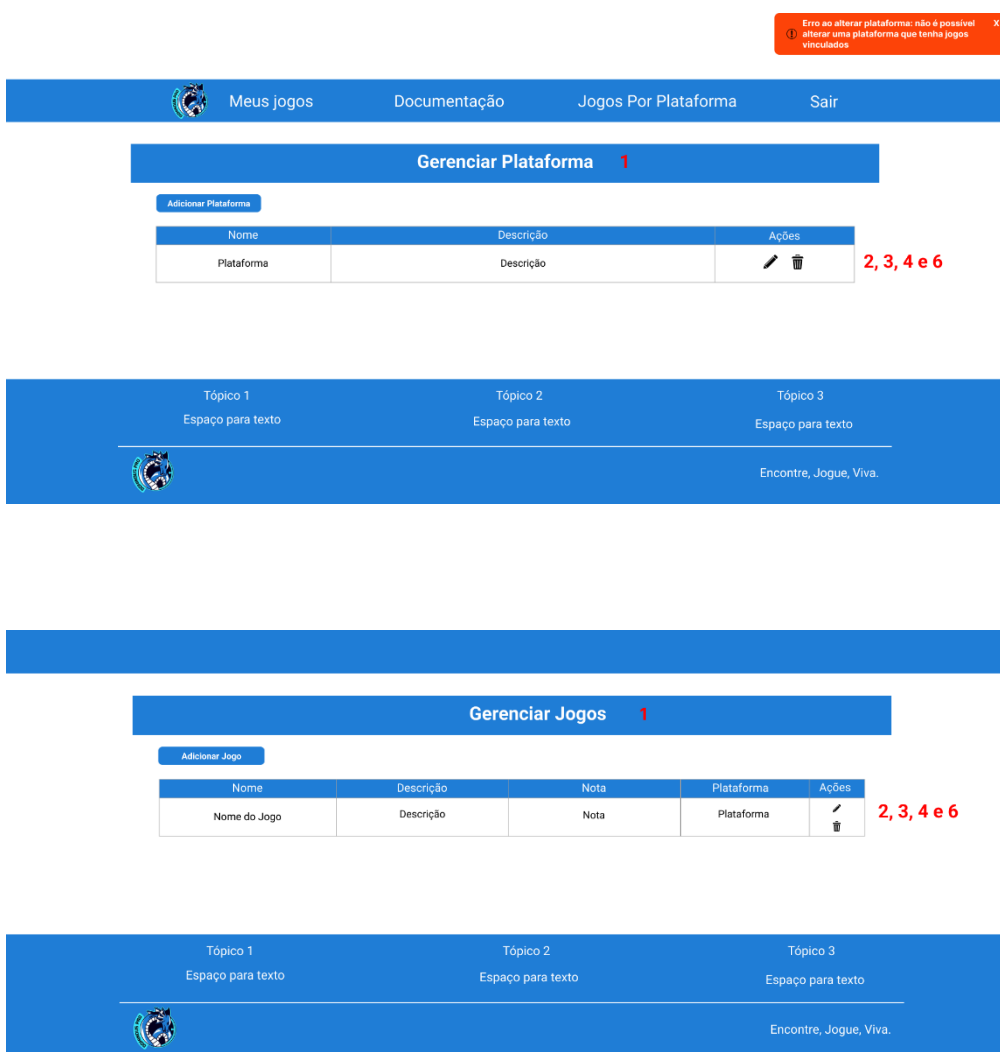 Erro ao alterar plataforma: não é possível X
alterar uma plataforma que tenha jogos
vinculados
Meus jogos Documentação Jogos Por Plataforma Sair
Gerenciar Plataforma 1
Adicionar Plataforma
Nome Descrição Ações
Plataforma Descrição 2, 3, 4 e 6
Tópico 1 Tópico 2 Tópico 3
Espaço para texto Espaço para texto Espaço para texto
Encontre, Jogue, Viva.
Gerenciar Jogos 1
Adicionar Jogo
Nome Descrição Nota Plataforma Ações
Nome do Jogo Descrição Nota Plataforma 2, 3, 4 e 6
Tópico 1 Tópico 2 Tópico 3
Espaço para texto Espaço para texto Espaço para texto
Encontre, Jogue, Viva.